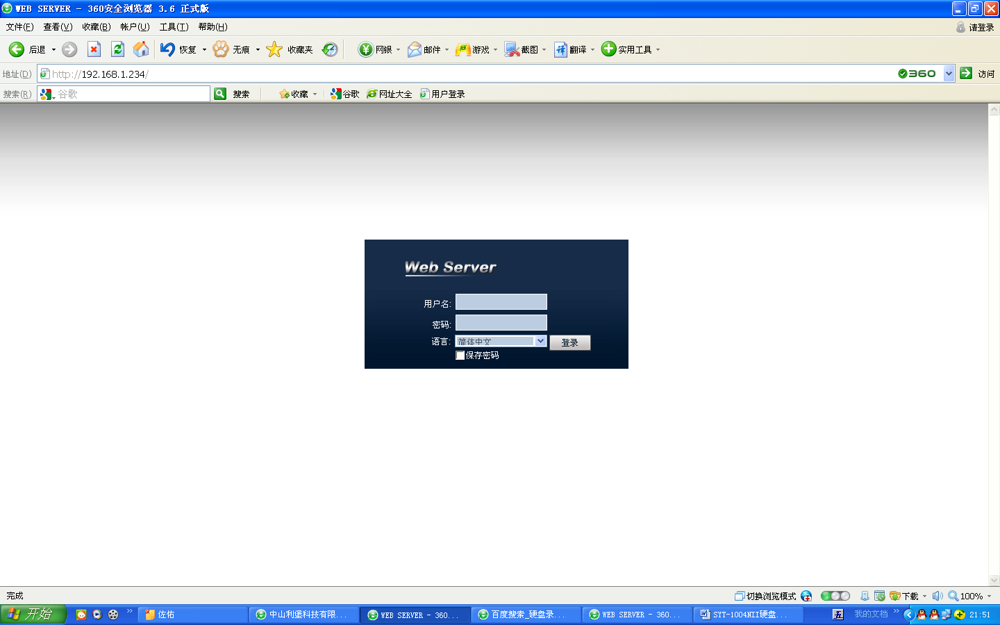 WEB SERVER - 360安全浏览器 3.6 正式版
文件(F) 查看(V) 收藏(B) 帐户(U) 工具(T) 帮助(H) 请登录
后退 恢复 无痕 收藏夹 网银 邮件 游戏 截图 翻译 实用工具
地址(D) http://192.168.1.234/ 360 访问
搜索(R) 谷歌 搜索 收藏 谷歌 网址大全 用户登录
Web Server
用户名:
密码:
语言: 简体中文 登录
保存密码
完成 切换浏览模式 下载 100%
开始 佐佑 中山利堡科技有限... WEB SERVER - 360... 百度搜索_硬盘录... WEB SERVER - 360... SYT-1004NII硬盘... 五 我的文档 21:51